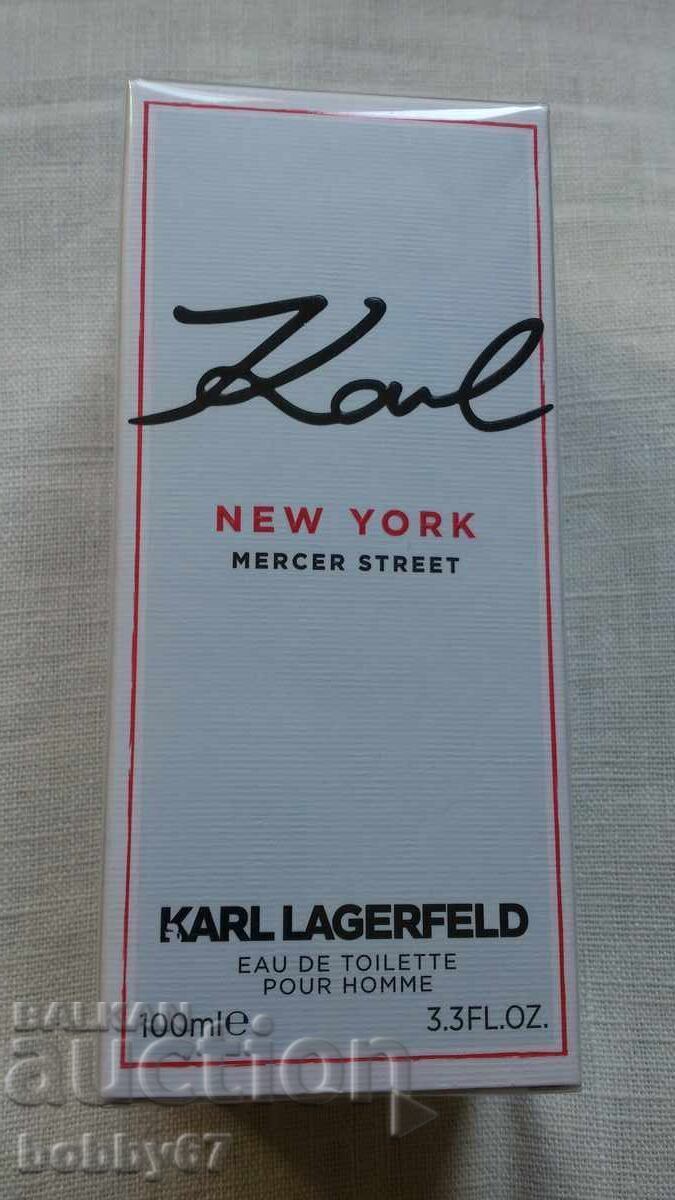 Karl
NEW YORK
MERCER STREET
KARL LAGERFELD
EAU DE TOILETTE
POUR HOMME
100ml℮ 3.3FL.OZ.
BALKAN
auction
bobby67